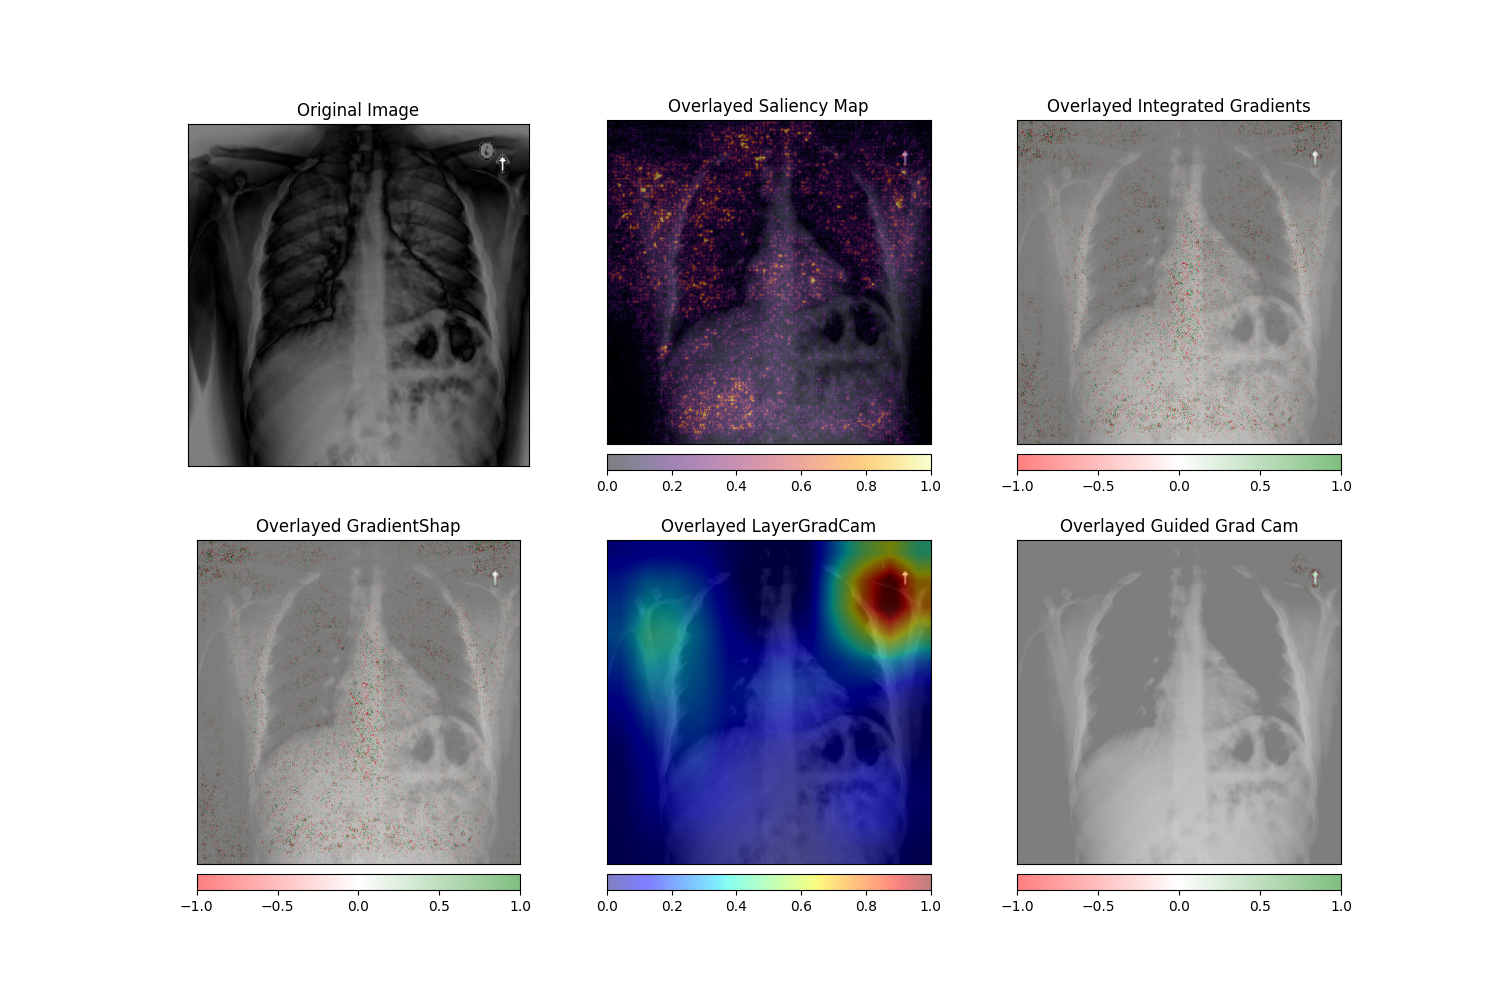 Original Image
Overlayed Saliency Map
Overlayed Integrated Gradients
0.0 0.2 0.4 0.6 0.8 1.0
−1.0 −0.5 0.0 0.5 1.0
Overlayed GradientShap
Overlayed LayerGradCam
Overlayed Guided Grad Cam
−1.0 −0.5 0.0 0.5 1.0
0.0 0.2 0.4 0.6 0.8 1.0
−1.0 −0.5 0.0 0.5 1.0